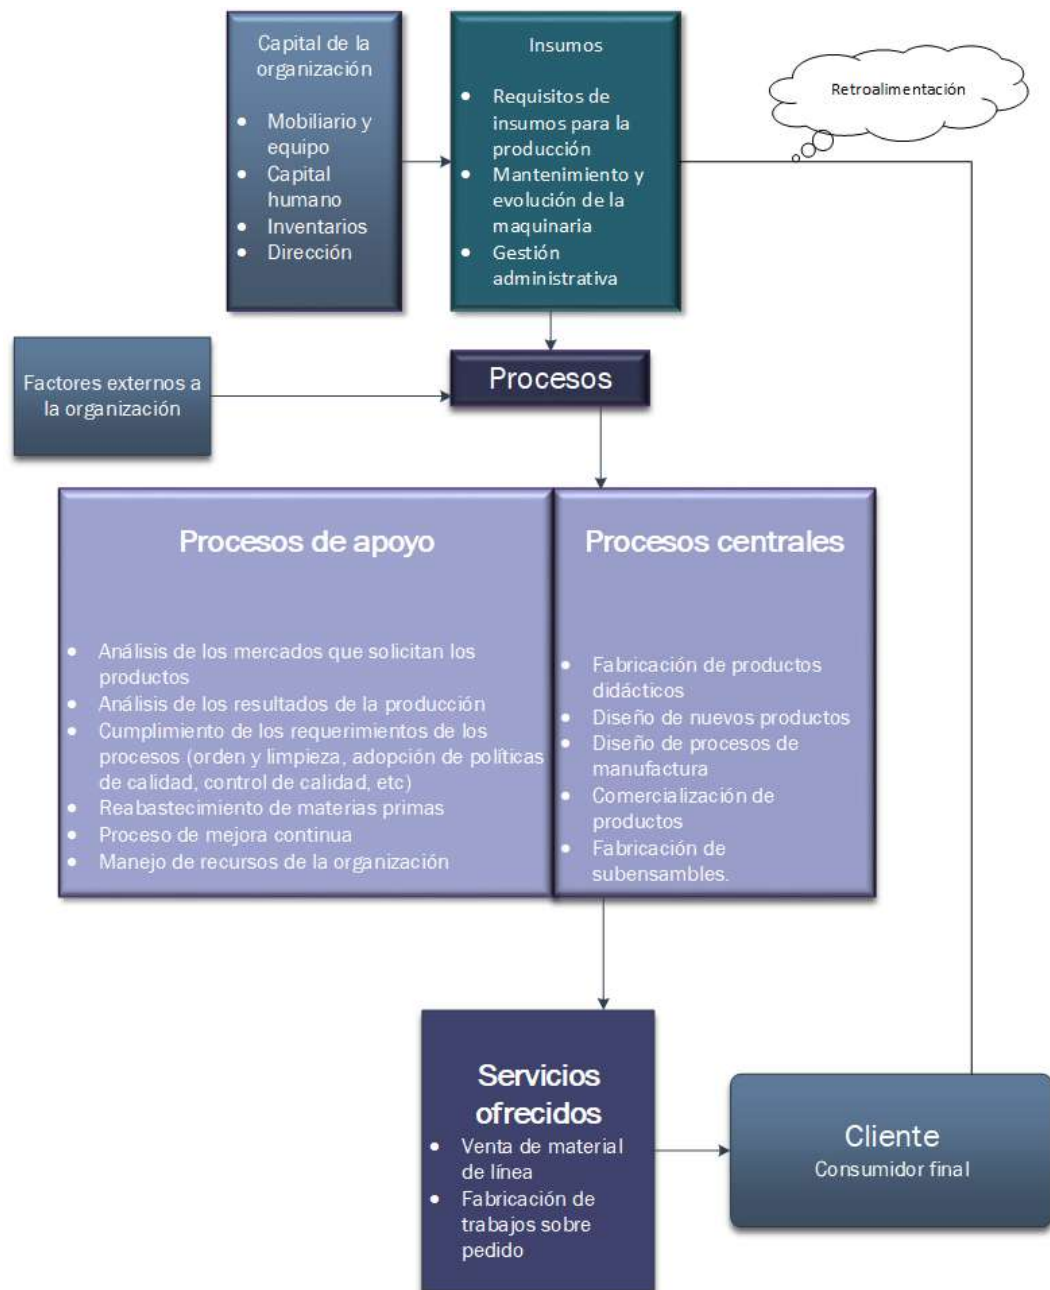 Capital de la
organización
Mobiliario y
equipo
Capital
humano
Inventarios
Dirección
Insumos
Requisitos de
insumos para la
producción
Mantenimiento y
evolución de la
maquinaria
Gestión
administrativa
Retroalimentación
Factores externos a
la organización
Procesos
Procesos de apoyo
Análisis de los mercados que solicitan los
productos
Análisis de los resultados de la producción
Cumplimiento de los requerimientos de los
procesos (orden y limpieza, adopción de políticas
de calidad, control de calidad, etc)
Reabastecimiento de materias primas
Proceso de mejora continua
Manejo de recursos de la organización
Procesos centrales
Fabricación de productos
didácticos
Diseño de nuevos productos
Diseño de procesos de
manufactura
Comercialización de
productos
Fabricación de
subensambles.
Servicios
ofrecidos
Venta de material
de línea
Fabricación de
trabajos sobre
pedido
Cliente
Consumidor final